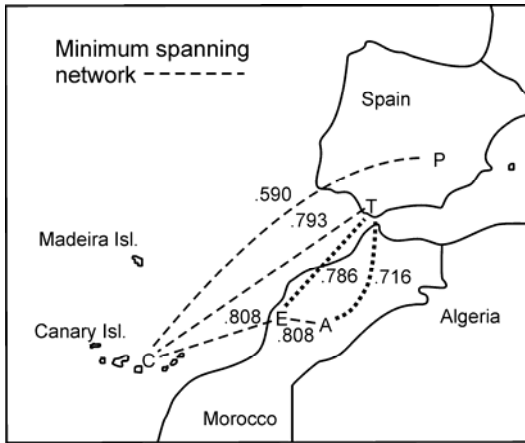 Minimum spanning
network
Spain
P
T
.590
.793
Madeira Isl.
.786
.716
Canary Isl.
.808
E
A
Algeria
.808
C
Morocco